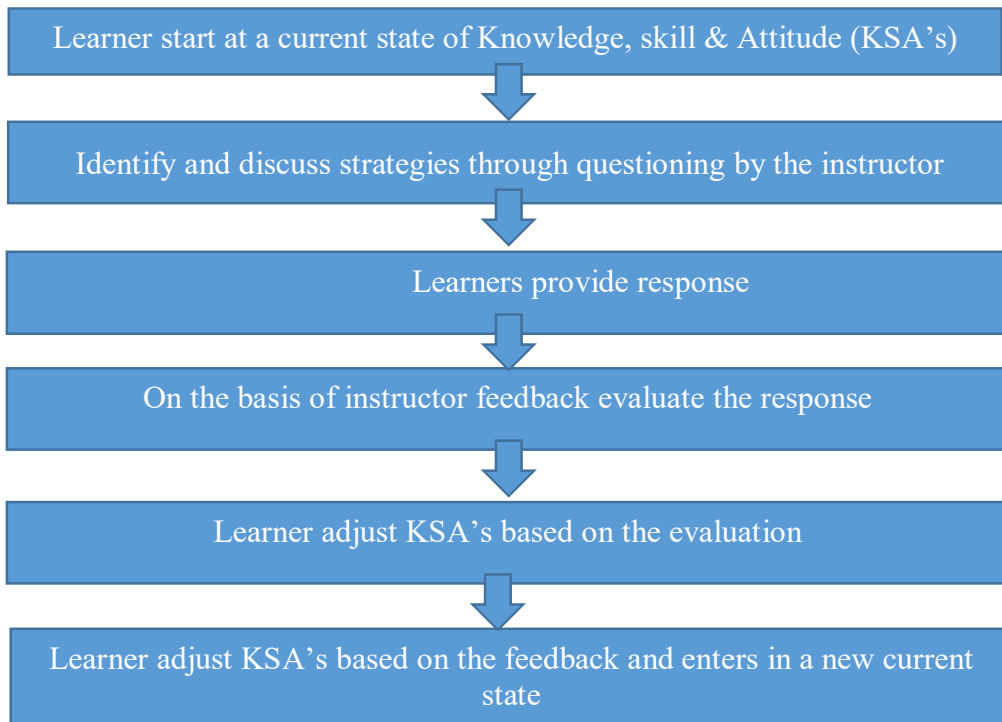 Learner start at a current state of Knowledge, skill & Attitude (KSA’s)
Identify and discuss strategies through questioning by the instructor
Learners provide response
On the basis of instructor feedback evaluate the response
Learner adjust KSA’s based on the evaluation
Learner adjust KSA’s based on the feedback and enters in a new current
state